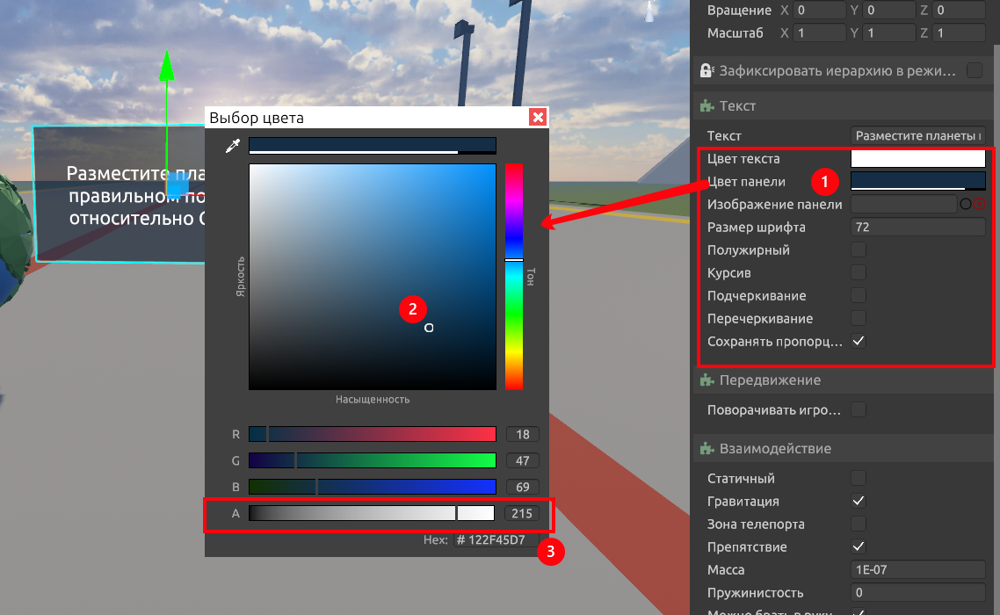 Вращение X 0 Y 0 Z 0
Масштаб X 1 Y 1 Z 1
Зафиксировать иерархию в режи...
Текст
Текст Разместите планеты
Цвет текста
Цвет панели
1
Изображение панели
Размер шрифта 72
Полужирный
Курсив
Подчеркивание
Перечеркивание
Сохранять пропорц...
Передвижение
Поворачивать игро...
Взаимодействие
Статичный
Гравитация
Зона телепорта
Препятствие
Масса 1E-07
Пружинистость 0
Можно брать в руку
Разместите пла
правильном по
относительно
Выбор цвета
Яркость
2
Тон
Насыщенность
R 18
G 47
B 69
A 215
Hex: # 122F45D7
3